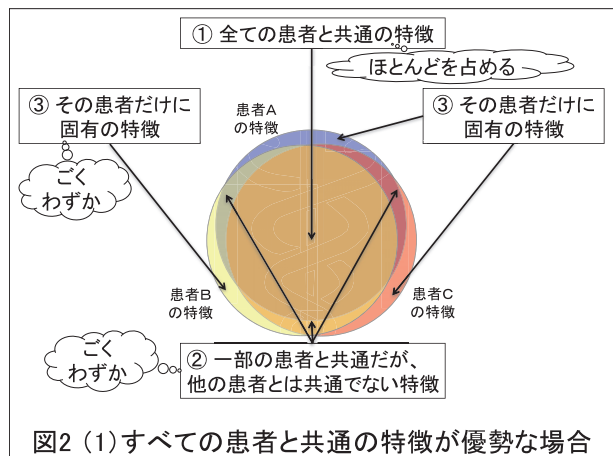 ① 全ての患者と共通の特徴
ほとんどを占める
③ その患者だけに
固有の特徴
ごく
わずか
患者A
の特徴
③ その患者だけに
固有の特徴
患者B
の特徴
患者C
の特徴
ごく
わずか
② 一部の患者と共通だが、
他の患者とは共通でない特徴
図2 (1)すべての患者と共通の特徴が優勢な場合